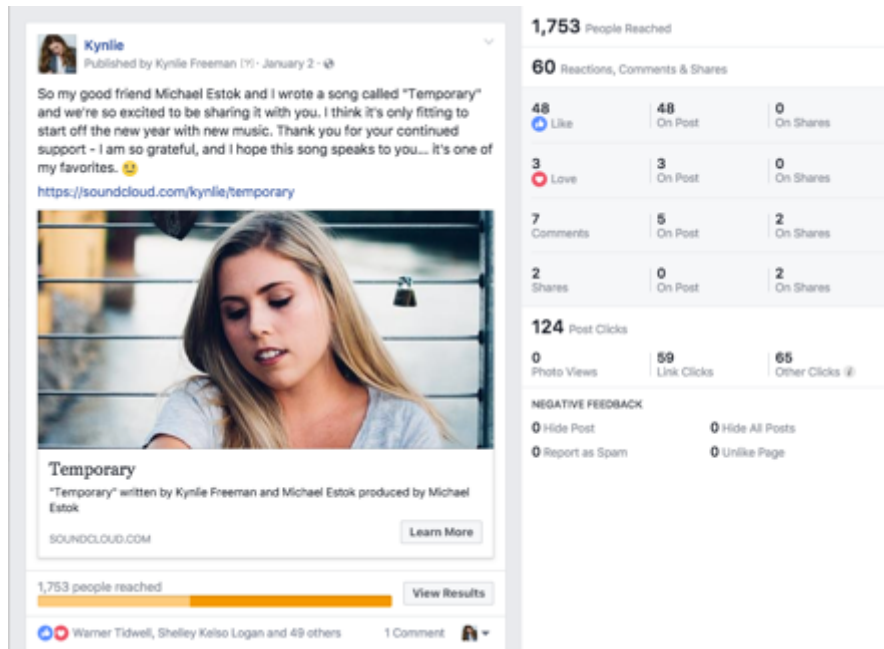 Kynlie
Published by Kynlie Freeman [?] · January 2 ·
So my good friend Michael Estok and I wrote a song called "Temporary"
and we're so excited to be sharing it with you. I think it's only fitting to
start off the new year with new music. Thank you for your continued
support - I am so grateful, and I hope this song speaks to you... it's one of
my favorites. 😉
https://soundcloud.com/kynlie/temporary
Temporary
"Temporary" written by Kynlie Freeman and Michael Estok produced by Michael
Estok
SOUNDCLOUD.COM
Learn More
1,753 people reached
View Results
Warner Tidwell, Shelley Kelso Logan and 49 others 1 Comment
1,753 People Reached
60 Reactions, Comments & Shares
48 48 0
Like On Post On Shares
3 3 0
Love On Post On Shares
7 5 2
Comments On Post On Shares
2 0 2
Shares On Post On Shares
124 Post Clicks
0 59 65
Photo Views Link Clicks Other Clicks i
NEGATIVE FEEDBACK
0 Hide Post 0 Hide All Posts
0 Report as Spam 0 Unlike Page